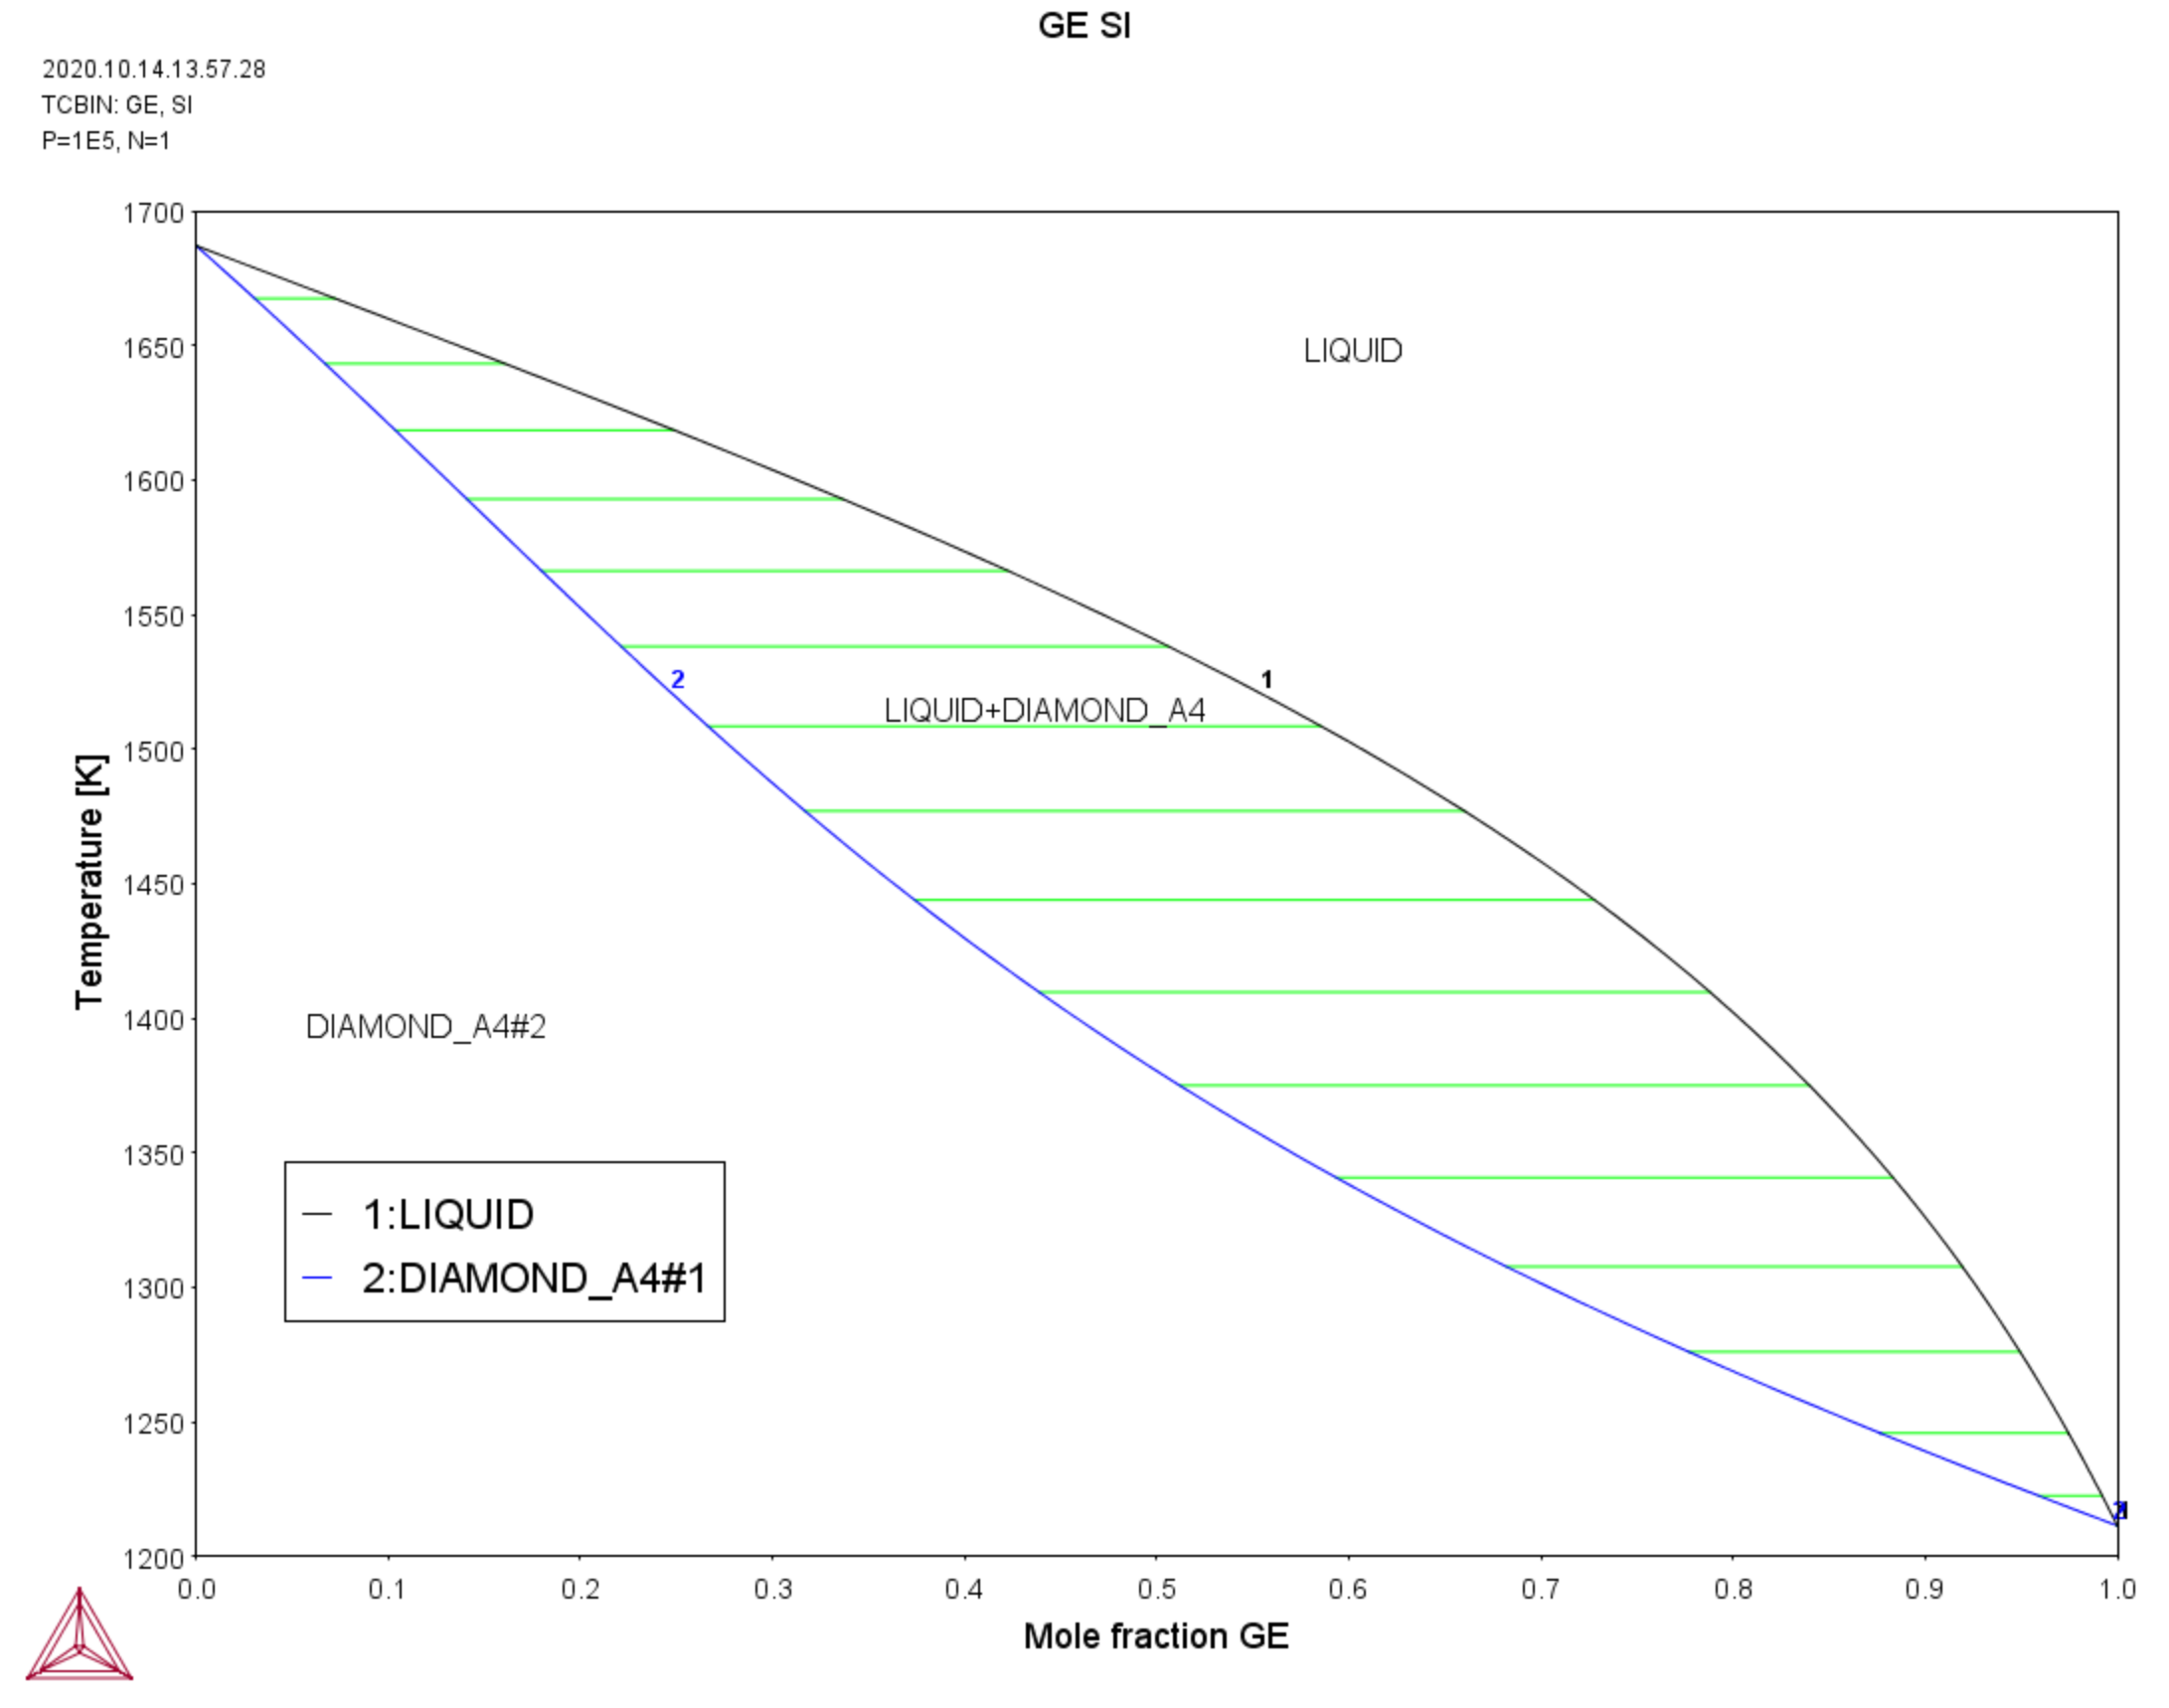 GE SI
2020.10.14.13.57.28
TCBIN: GE, SI
P=1E5, N=1
1700
1650
1600
1550
1500
1450
1400
1350
1300
1250
1200
Temperature [K]
LIQUID
2
1
LIQUID+DIAMOND_A4
DIAMOND_A4#2
1:LIQUID
2:DIAMOND_A4#1
0.0 0.1 0.2 0.3 0.4 0.5 0.6 0.7 0.8 0.9 1.0
Mole fraction GE